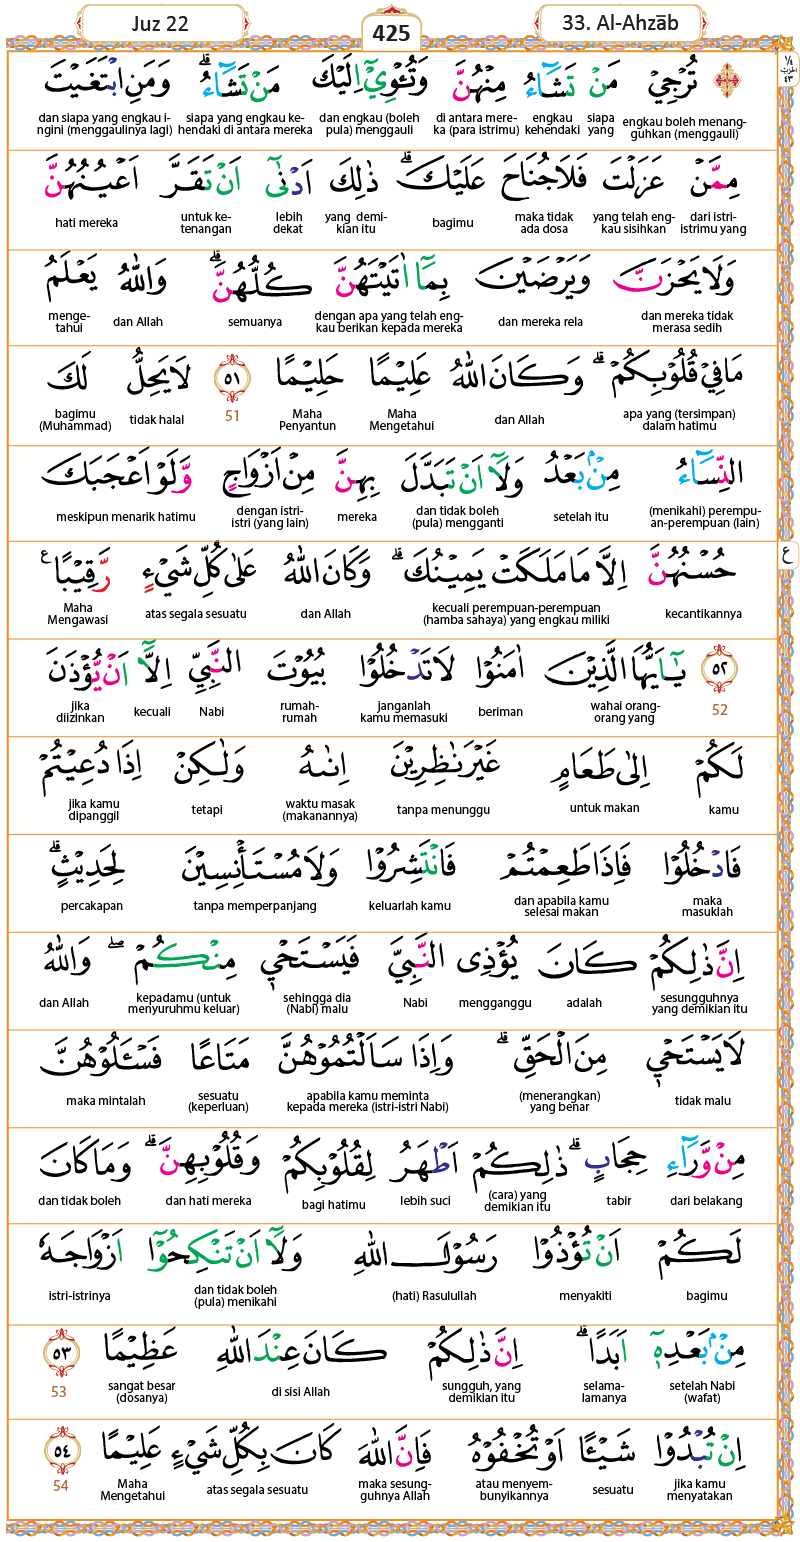 Juz 22
425
33. Al-Ahzāb
۞ تُرْجِيْ مَنْ تَشَاۤءُ مِنْهُنَّ وَتُـْٔوِيْٓ اِلَيْكَ مَنْ تَشَاۤءُۗ وَمَنِ ابْتَغَيْتَ
engkau boleh menangguhkan (menggauli) siapa yang engkau kehendaki di antara mereka (para istrimu) dan engkau (boleh pula) menggauli siapa yang engkau kehendaki di antara mereka dan siapa yang engkau ingini (menggaulinya lagi)
مِمَّنْ عَزَلْتَ فَلَا جُنَاحَ عَلَيْكَۗ ذٰلِكَ اَدْنٰىٓ اَنْ تَقَرَّ اَعْيُنُهُنَّ
dari istri-istrimu yang yang telah engkau sisihkan maka tidak ada dosa bagimu yang demikian itu lebih dekat untuk ketenangan hati mereka
وَلَا يَحْزَنَّ وَيَرْضَيْنَ بِمَآ اٰتَيْتَهُنَّ كُلُّهُنَّۗ وَاللّٰهُ يَعْلَمُ
dan mereka tidak merasa sedih dan mereka rela dengan apa yang telah engkau berikan kepada mereka semuanya dan Allah mengetahui
مَا فِيْ قُلُوْبِكُمْۗ وَكَانَ اللّٰهُ عَلِيْمًا حَلِيْمًا ٥١ لَا يَحِلُّ لَكَ
apa yang (tersimpan) dalam hatimu dan Allah Maha Mengetahui Maha Penyantun 51 tidak halal bagimu (Muhammad)
النِّسَاۤءُ مِنْۢ بَعْدُ وَلَآ اَنْ تَبَدَّلَ بِهِنَّ مِنْ اَزْوَاجٍ وَّلَوْ اَعْجَبَكَ
(menikahi) perempuan-perempuan (lain) setelah itu dan tidak boleh (pula) mengganti mereka dengan istri-istri (yang lain) meskipun menarik hatimu
حُسْنُهُنَّ اِلَّا مَا مَلَكَتْ يَمِيْنُكَۗ وَكَانَ اللّٰهُ عَلٰى كُلِّ شَيْءٍ رَّقِيْبًا ࣖ
kecantikannya kecuali perempuan-perempuan (hamba sahaya) yang engkau miliki dan Allah atas segala sesuatu Maha Mengawasi
٥٢ يٰٓاَيُّهَا الَّذِيْنَ اٰمَنُوْا لَا تَدْخُلُوْا بُيُوْتَ النَّبِيِّ اِلَّآ اَنْ يُّؤْذَنَ
52 wahai orang-orang yang beriman janganlah kamu memasuki rumah-rumah Nabi kecuali jika diizinkan
لَكُمْ اِلٰى طَعَامٍ غَيْرَ نٰظِرِيْنَ اِنٰىهُ وَلٰكِنْ اِذَا دُعِيْتُمْ
kamu untuk makan tanpa menunggu waktu masak (makanannya) tetapi jika kamu dipanggil
فَادْخُلُوْا فَاِذَا طَعِمْتُمْ فَانْتَشِرُوْا وَلَا مُسْتَأْنِسِيْنَ لِحَدِيْثٍۗ
maka masuklah dan apabila kamu selesai makan keluarlah kamu tanpa memperpanjang percakapan
اِنَّ ذٰلِكُمْ كَانَ يُؤْذِى النَّبِيَّ فَيَسْتَحْيٖ مِنْكُمْۖ وَاللّٰهُ
sesungguhnya yang demikian itu adalah mengganggu Nabi sehingga dia (Nabi) malu kepadamu (untuk menyuruhmu keluar) dan Allah
لَا يَسْتَحْيٖ مِنَ الْحَقِّۗ وَاِذَا سَاَلْتُمُوْهُنَّ مَتَاعًا فَسْـَٔلُوْهُنَّ
tidak malu (menerangkan) yang benar apabila kamu meminta kepada mereka (istri-istri Nabi) sesuatu (keperluan) maka mintalah
مِنْ وَّرَاۤءِ حِجَابٍۗ ذٰلِكُمْ اَطْهَرُ لِقُلُوْبِكُمْ وَقُلُوْبِهِنَّۗ وَمَا كَانَ
dari belakang tabir (cara) yang demikian itu lebih suci bagi hatimu dan hati mereka dan tidak boleh
لَكُمْ اَنْ تُؤْذُوْا رَسُوْلَ اللّٰهِ وَلَآ اَنْ تَنْكِحُوْٓا اَزْوَاجَهٗ
bagimu menyakiti (hati) Rasulullah dan tidak boleh (pula) menikahi istri-istrinya
مِنْۢ بَعْدِهٖٓ اَبَدًاۗ اِنَّ ذٰلِكُمْ كَانَ عِنْدَ اللّٰهِ عَظِيْمًا ٥٣
setelah Nabi (wafat) selama-lamanya sungguh, yang demikian itu di sisi Allah sangat besar (dosanya) 53
اِنْ تُبْدُوْا شَيْـًٔا اَوْ تُخْفُوْهُ فَاِنَّ اللّٰهَ كَانَ بِكُلِّ شَيْءٍ عَلِيْمًا ٥٤
jika kamu menyatakan sesuatu atau menyembunyikannya maka sesungguhnya Allah atas segala sesuatu Maha Mengetahui 54